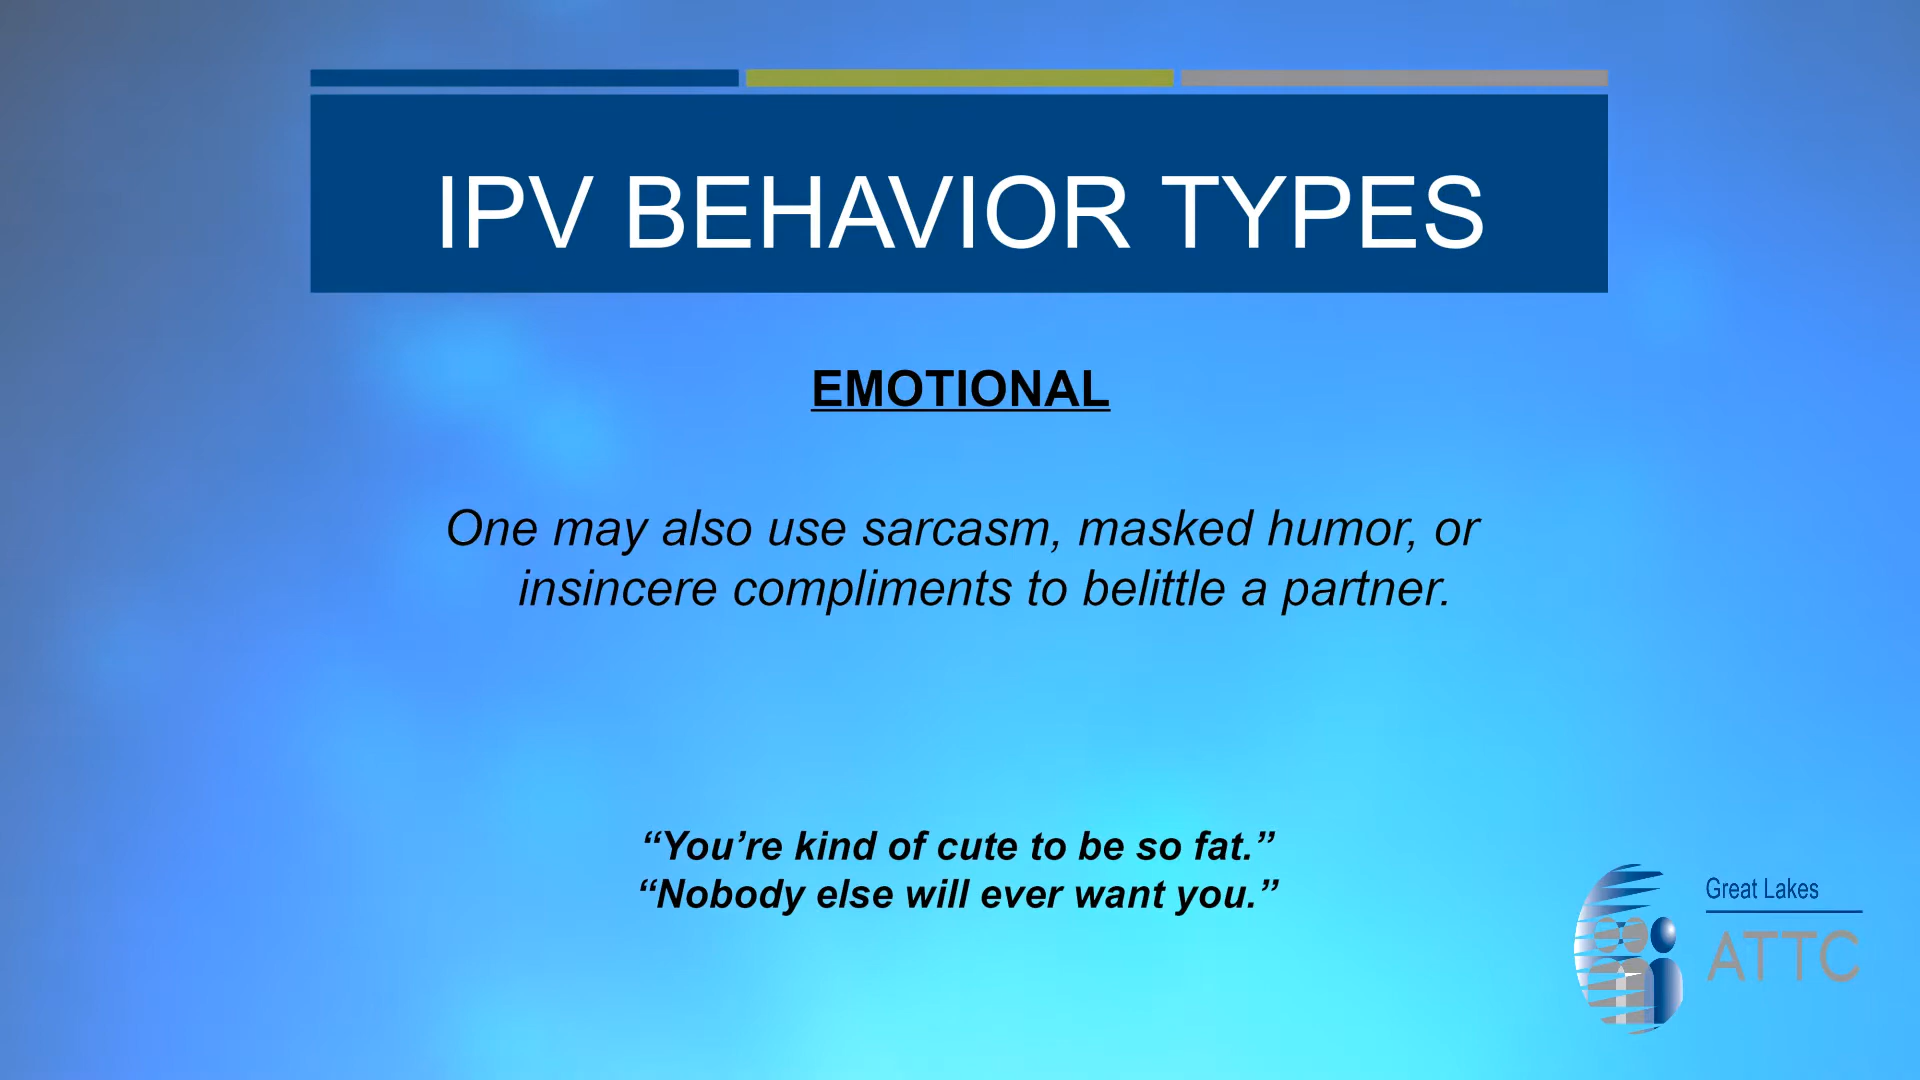 IPV BEHAVIOR TYPES
EMOTIONAL
One may also use sarcasm, masked humor, or
insincere compliments to belittle a partner.
“You’re kind of cute to be so fat.”
“Nobody else will ever want you.”
Great Lakes
ATTC